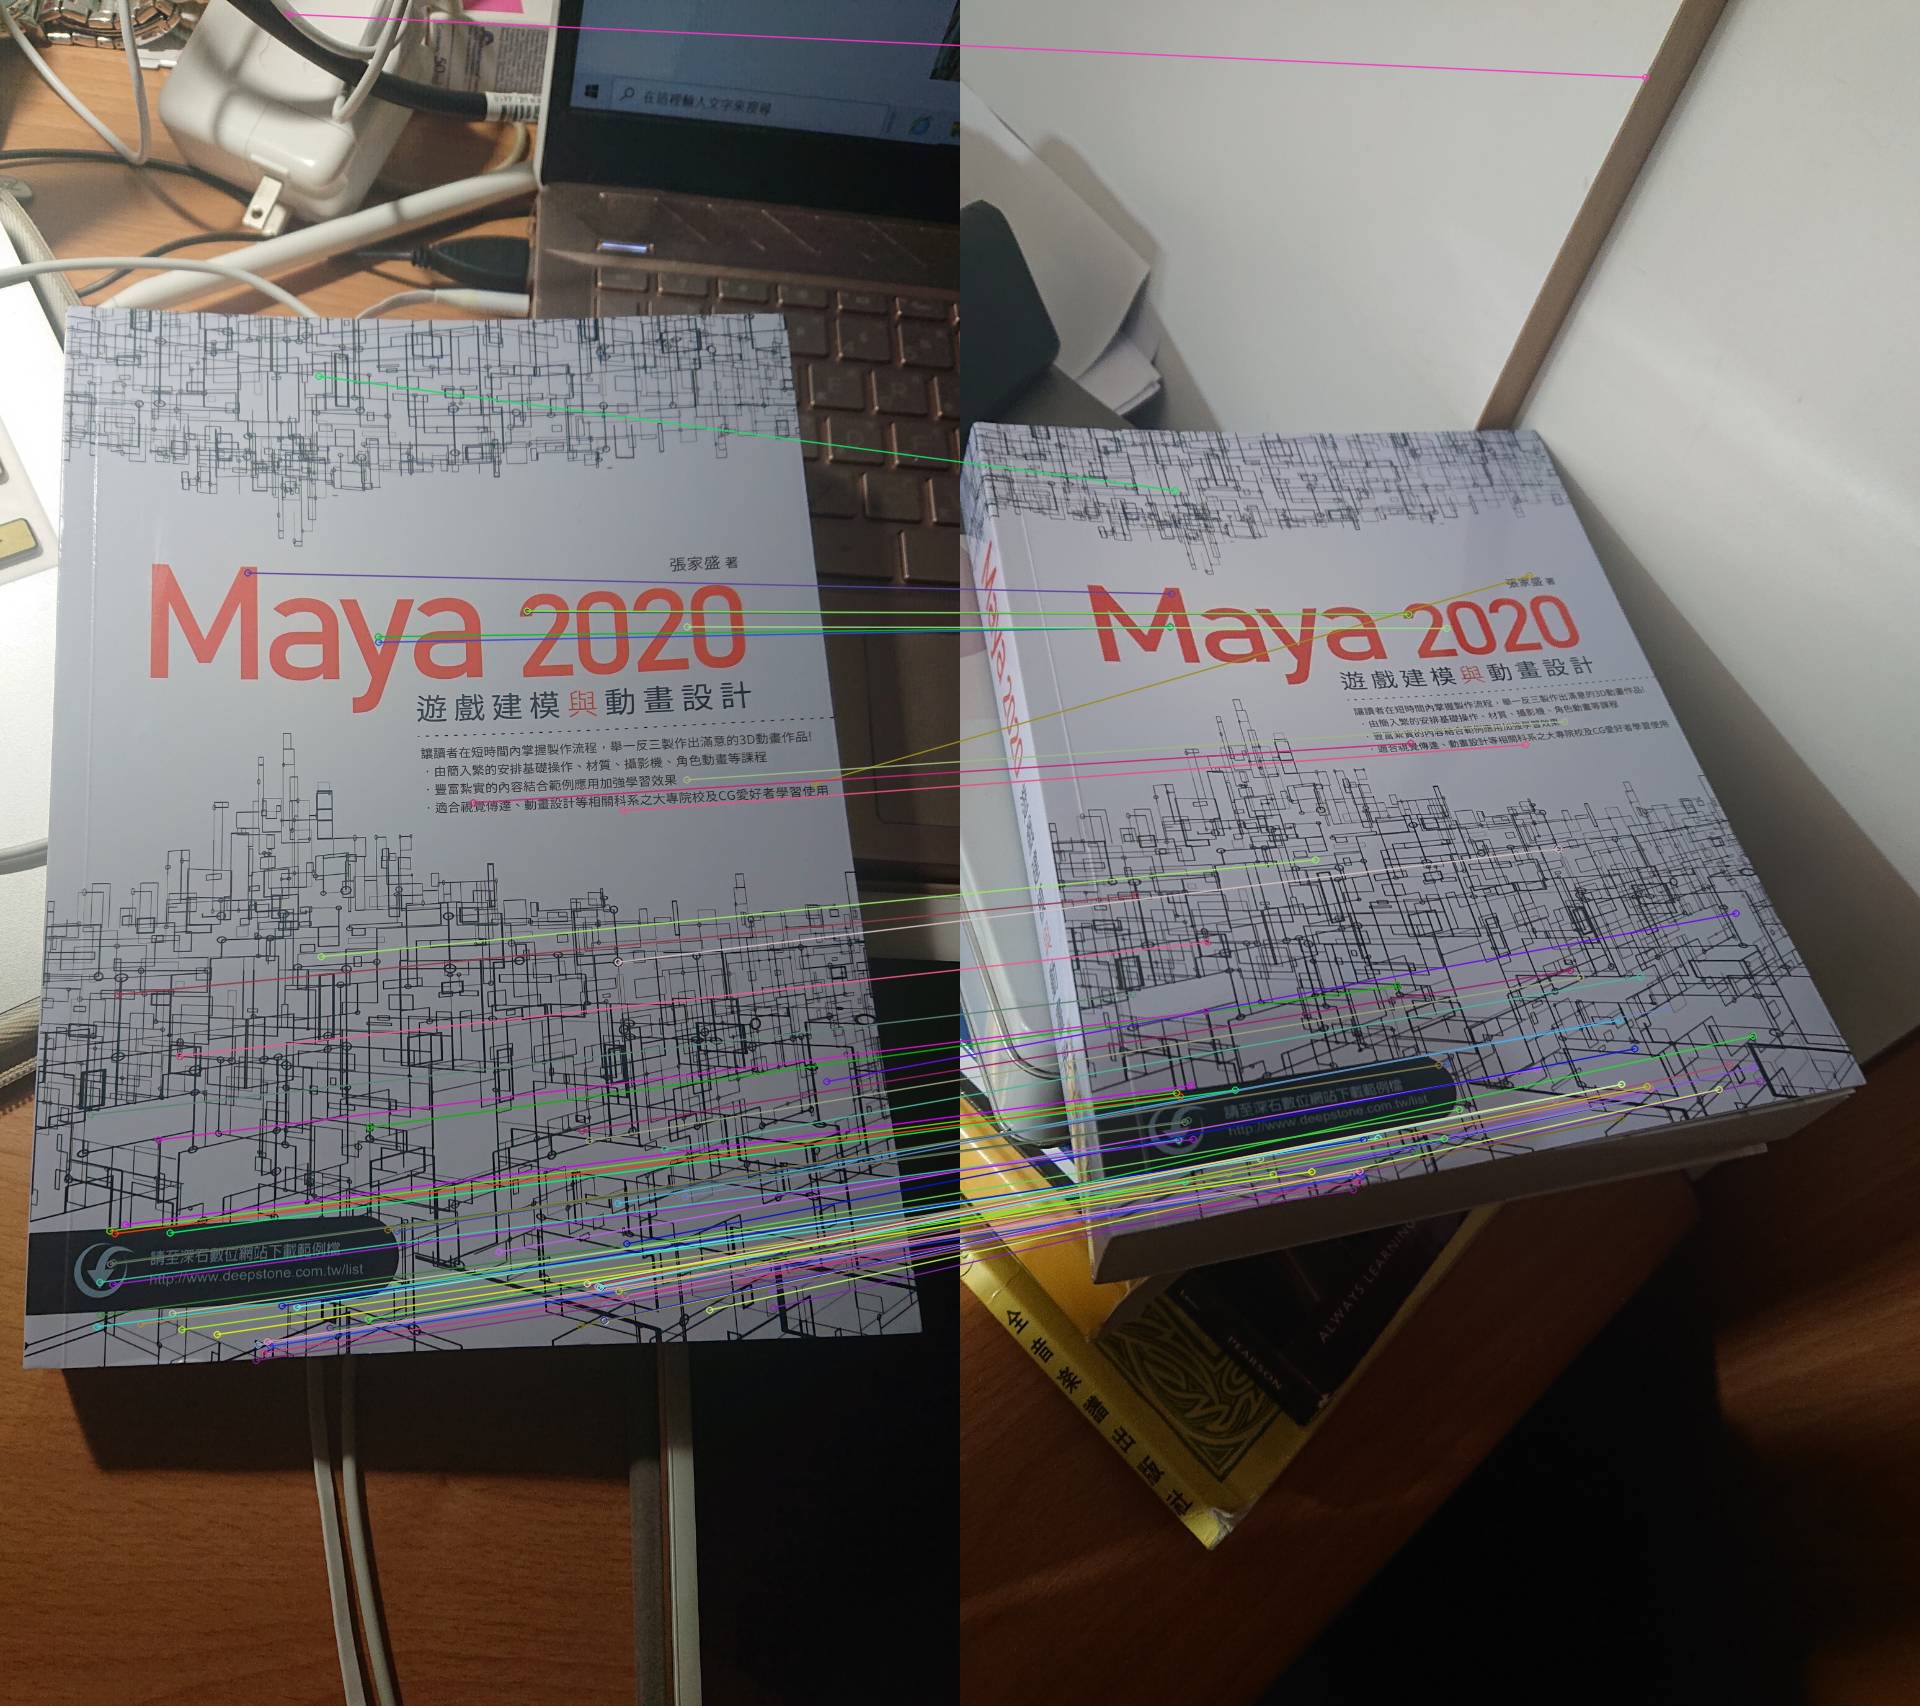 在這裡輸入文字來搜尋
張家盛 著
Maya 2020
遊戲建模與動畫設計
讓讀者在短時間內掌握製作流程，舉一反三製作出滿意的3D動畫作品!
·由簡入繁的安排基礎操作、材質、攝影機、角色動畫等課程
·豐富紮實的內容結合範例應用加強學習效果
·適合視覺傳達、動畫設計等相關科系之大專院校及CG愛好者學習使用
請至深石數位網站下載範例檔
http://www.deepstone.com.tw/list
張家盛 著
Maya 2020
遊戲建模與動畫設計
讓讀者在短時間內掌握製作流程，舉一反三製作出滿意的3D動畫作品!
·由簡入繁的安排基礎操作、材質、攝影機、角色動畫等課程
·豐富紮實的內容結合範例應用加強學習效果
·適合視覺傳達、動畫設計等相關科系之大專院校及CG愛好者學習使用
請至深石數位網站下載範例檔
http://www.deepstone.com.tw/list
Maya 2020
ALWAYS LEARNING
PEARSON
全音樂譜出版社